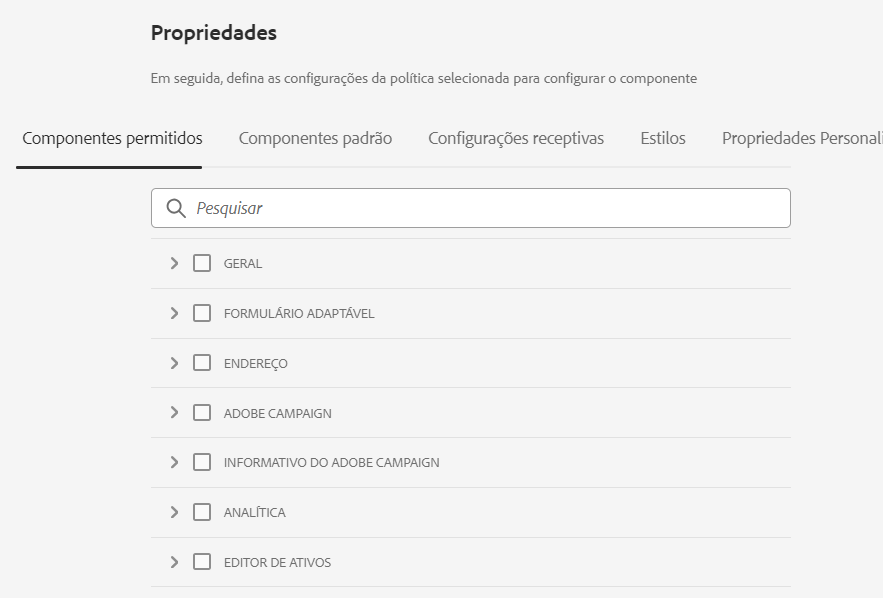 Propriedades
Em seguida, defina as configurações da política selecionada para configurar o componente
Componentes permitidos Componentes padrão Configurações receptivas Estilos Propriedades Personali
Pesquisar
GERAL
FORMULÁRIO ADAPTÁVEL
ENDEREÇO
ADOBE CAMPAIGN
INFORMATIVO DO ADOBE CAMPAIGN
ANALÍTICA
EDITOR DE ATIVOS